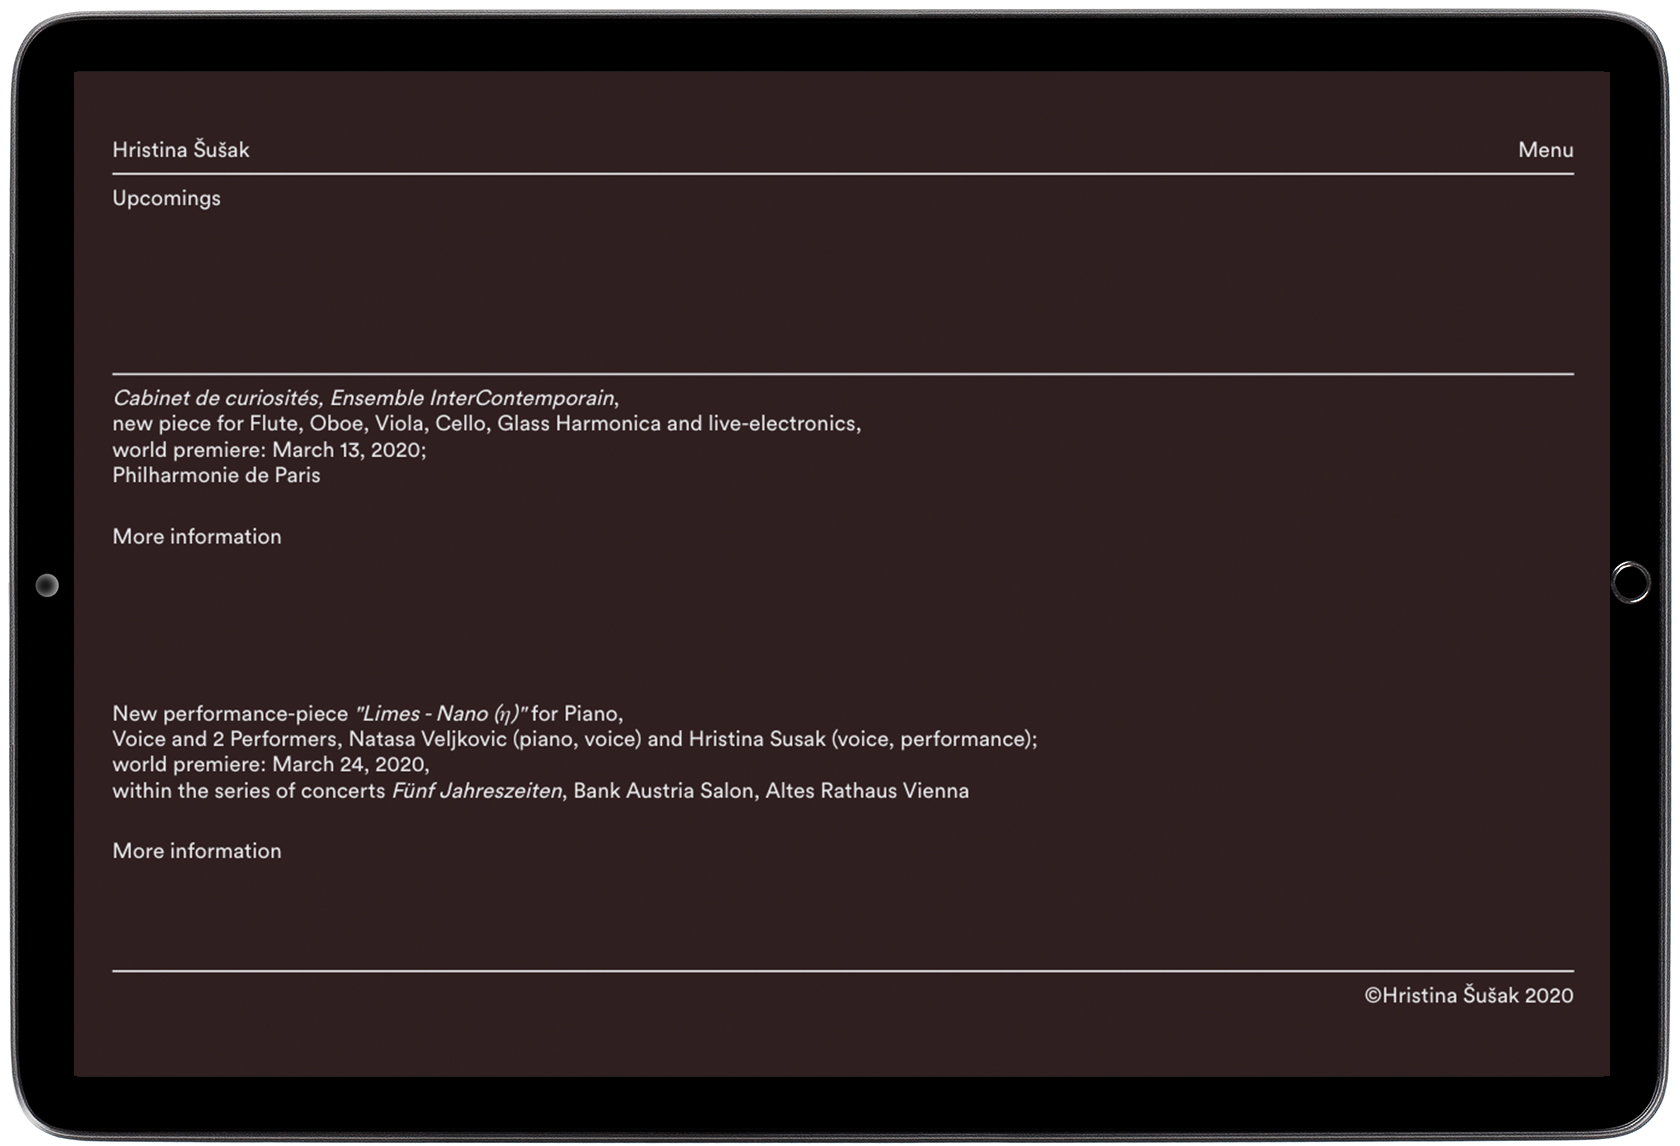 Hristina Šušak
Menu
Upcomings
Cabinet de curiosités, Ensemble InterContemporain,
new piece for Flute, Oboe, Viola, Cello, Glass Harmonica and live-electronics,
world premiere: March 13, 2020;
Philharmonie de Paris
More information
New performance-piece "Limes - Nano (η)" for Piano,
Voice and 2 Performers, Natasa Veljkovic (piano, voice) and Hristina Susak (voice, performance);
world premiere: March 24, 2020,
within the series of concerts Fünf Jahreszeiten, Bank Austria Salon, Altes Rathaus Vienna
More information
©Hristina Šušak 2020